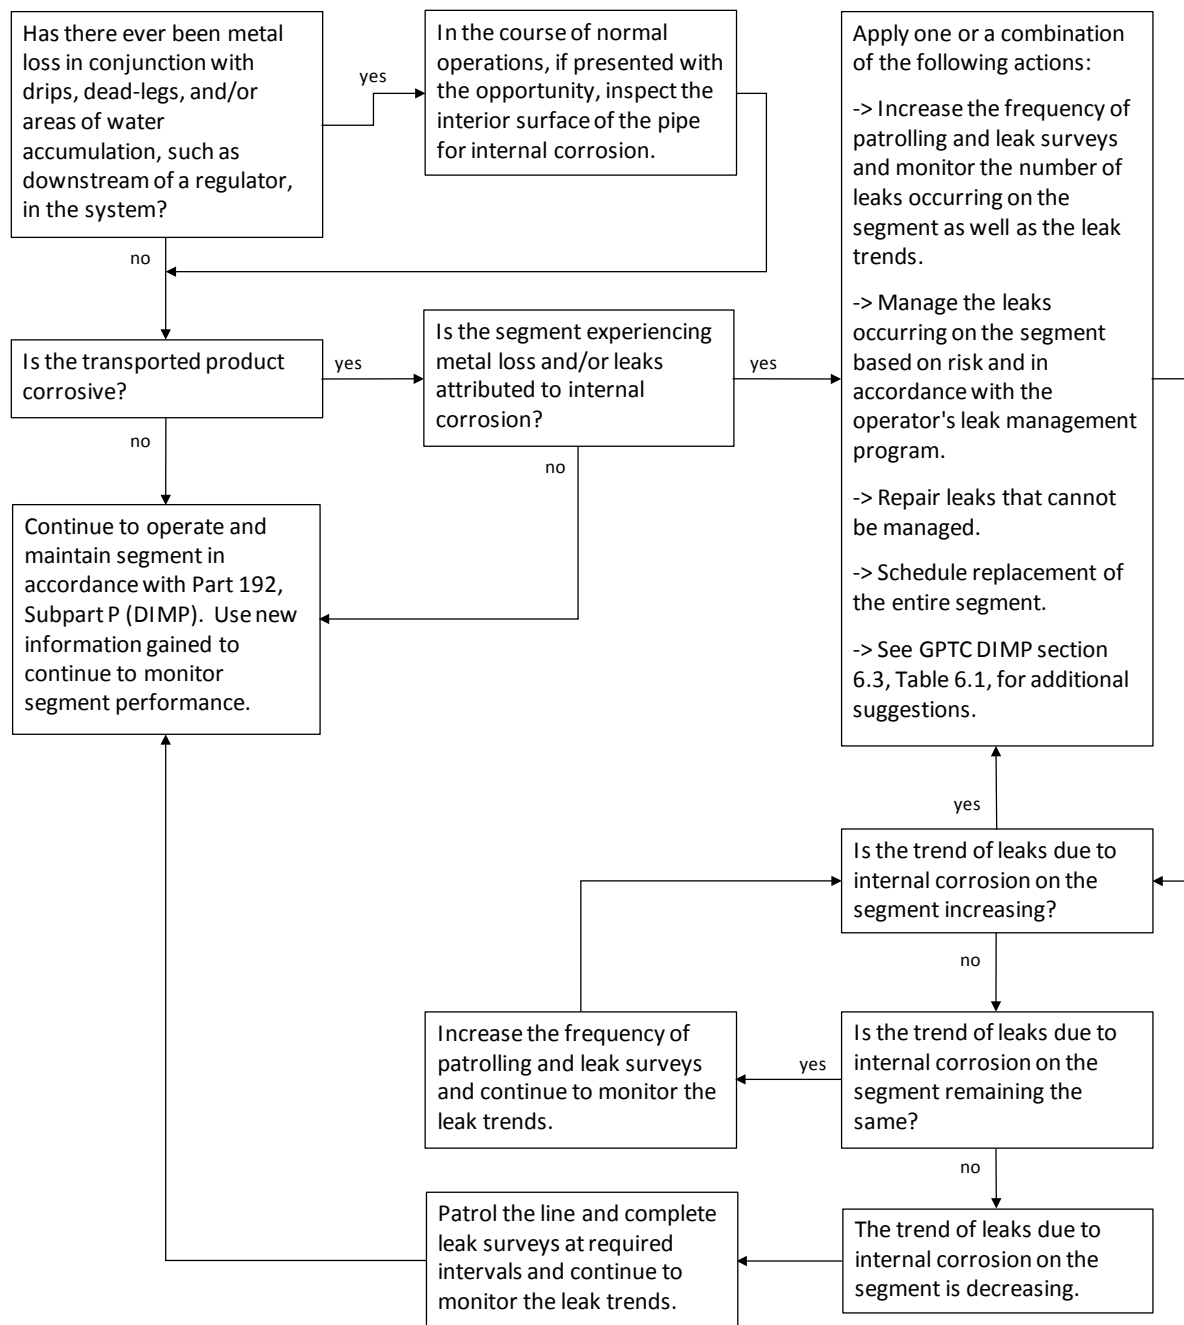 Has there ever been metal
loss in conjunction with
drips, dead-legs, and/or
areas of water
accumulation, such as
downstream of a regulator,
in the system?
yes
In the course of normal
operations, if presented with
the opportunity, inspect the
interior surface of the pipe
for internal corrosion.
no
Is the transported product
corrosive?
yes
Is the segment experiencing
metal loss and/or leaks
attributed to internal
corrosion?
yes
Apply one or a combination
of the following actions:
-> Increase the frequency of
patrolling and leak surveys
and monitor the number of
leaks occurring on the
segment as well as the leak
trends.
-> Manage the leaks
occurring on the segment
based on risk and in
accordance with the
operator's leak management
program.
-> Repair leaks that cannot
be managed.
-> Schedule replacement of
the entire segment.
-> See GPTC DIMP section
6.3, Table 6.1, for additional
suggestions.
no
no
Continue to operate and
maintain segment in
accordance with Part 192,
Subpart P (DIMP).  Use new
information gained to
continue to monitor
segment performance.
yes
Is the trend of leaks due to
internal corrosion on the
segment increasing?
no
Increase the frequency of
patrolling and leak surveys
and continue to monitor the
leak trends.
yes
Is the trend of leaks due to
internal corrosion on the
segment remaining the
same?
no
Patrol the line and complete
leak surveys at required
intervals and continue to
monitor the leak trends.
The trend of leaks due to
internal corrosion on the
segment is decreasing.